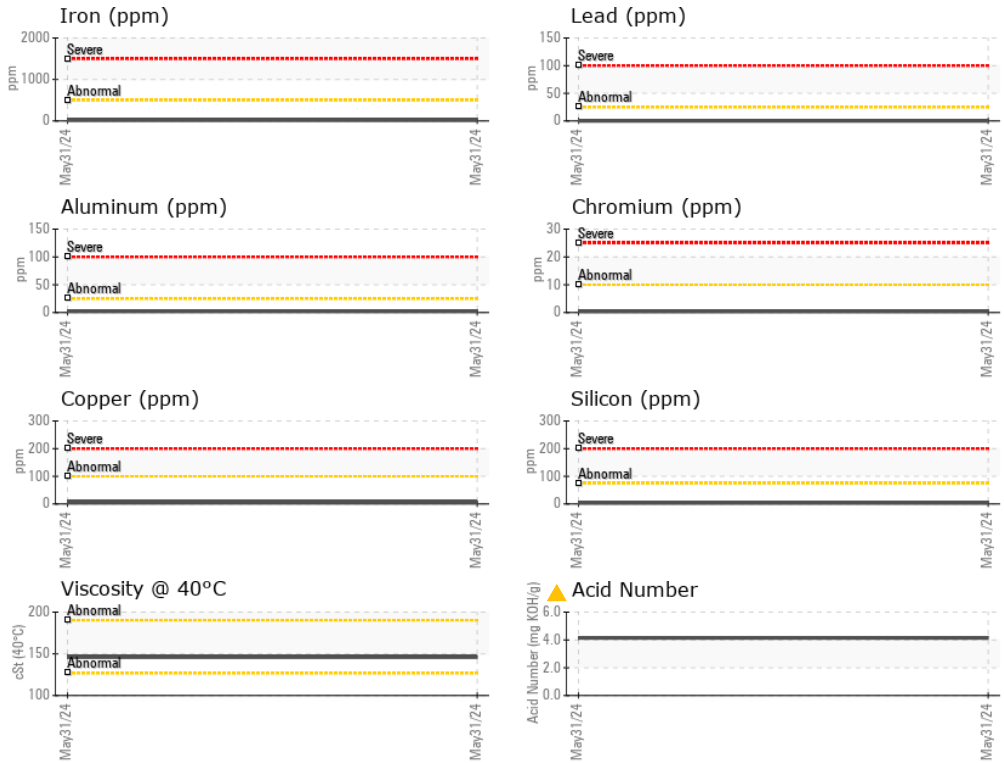 Iron (ppm)
2000
1000
0
ppm
Severe
Abnormal
May31/24
May31/24
Lead (ppm)
150
100
50
0
ppm
Severe
Abnormal
May31/24
May31/24
Aluminum (ppm)
150
100
50
0
ppm
Severe
Abnormal
May31/24
May31/24
Chromium (ppm)
30
20
10
0
ppm
Severe
Abnormal
May31/24
May31/24
Copper (ppm)
300
200
100
0
ppm
Severe
Abnormal
May31/24
May31/24
Silicon (ppm)
300
200
100
0
ppm
Severe
Abnormal
May31/24
May31/24
Viscosity @ 40°C
200
150
100
cSt (40°C)
Abnormal
Abnormal
May31/24
May31/24
Acid Number
6.0
4.0
2.0
0.0
Acid Number (mg KOH/g)
May31/24
May31/24